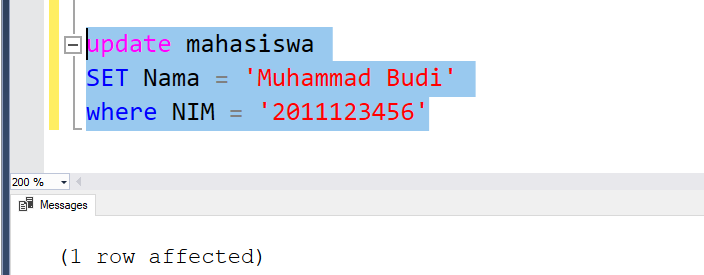 update mahasiswa
SET Nama = 'Muhammad Budi'
where NIM = '2011123456'
200 %
Messages
(1 row affected)